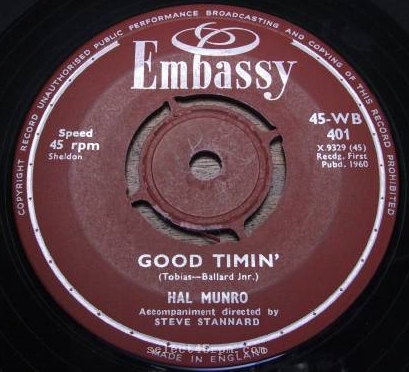 COPYRIGHT RECORD UNAUTHORISED PUBLIC PERFORMANCE BROADCASTING AND COPYING OF THIS RECORD PROHIBITED
Embassy
Speed
45 rpm
Sheldon
45-WB
401
X.9329 (45)
Recdg. First
Pubd. 1960
GOOD TIMIN'
(Tobias—Ballard Jnr.)
HAL MUNRO
Accompaniment directed by
STEVE STANNARD
MADE IN ENGLAND